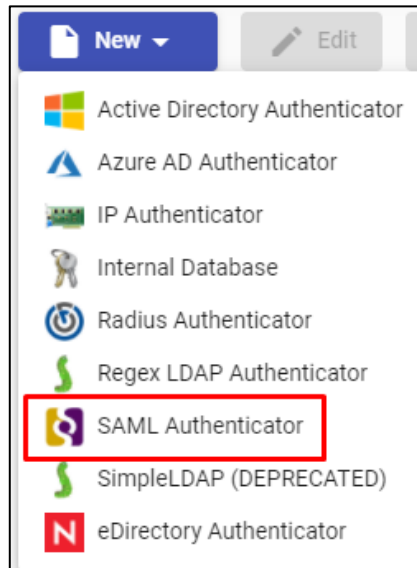 New
Edit
Active Directory Authenticator
Azure AD Authenticator
IP Authenticator
Internal Database
Radius Authenticator
Regex LDAP Authenticator
SAML Authenticator
SimpleLDAP (DEPRECATED)
eDirectory Authenticator